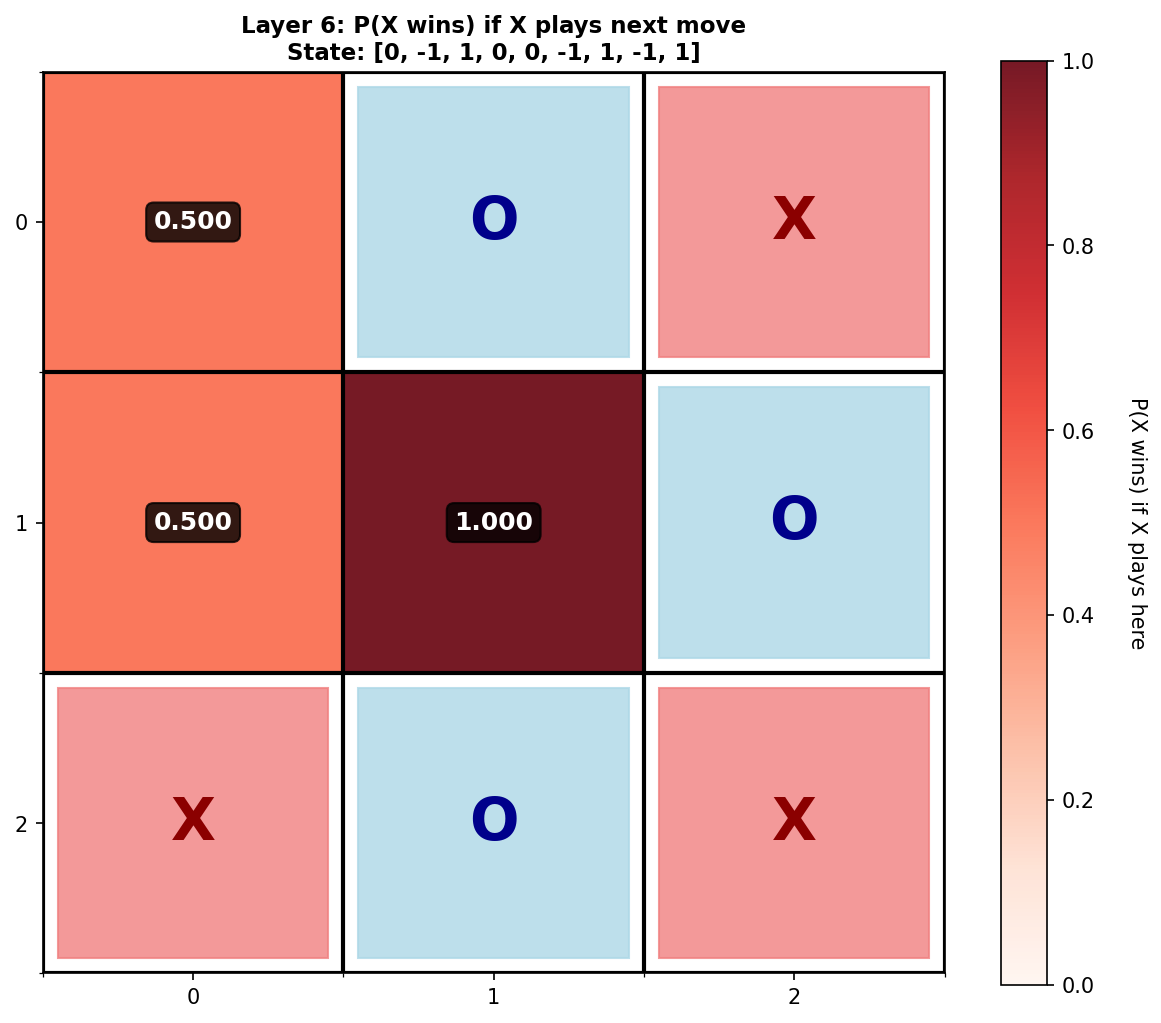 Layer 6: P(X wins) if X plays next move
State: [0, -1, 1, 0, 0, -1, 1, -1, 1]
0
0.500
O
X
1
0.500
1.000
O
2
X
O
X
0
1
2
1.0
0.8
0.6
0.4
0.2
0.0
P(X wins) if X plays here